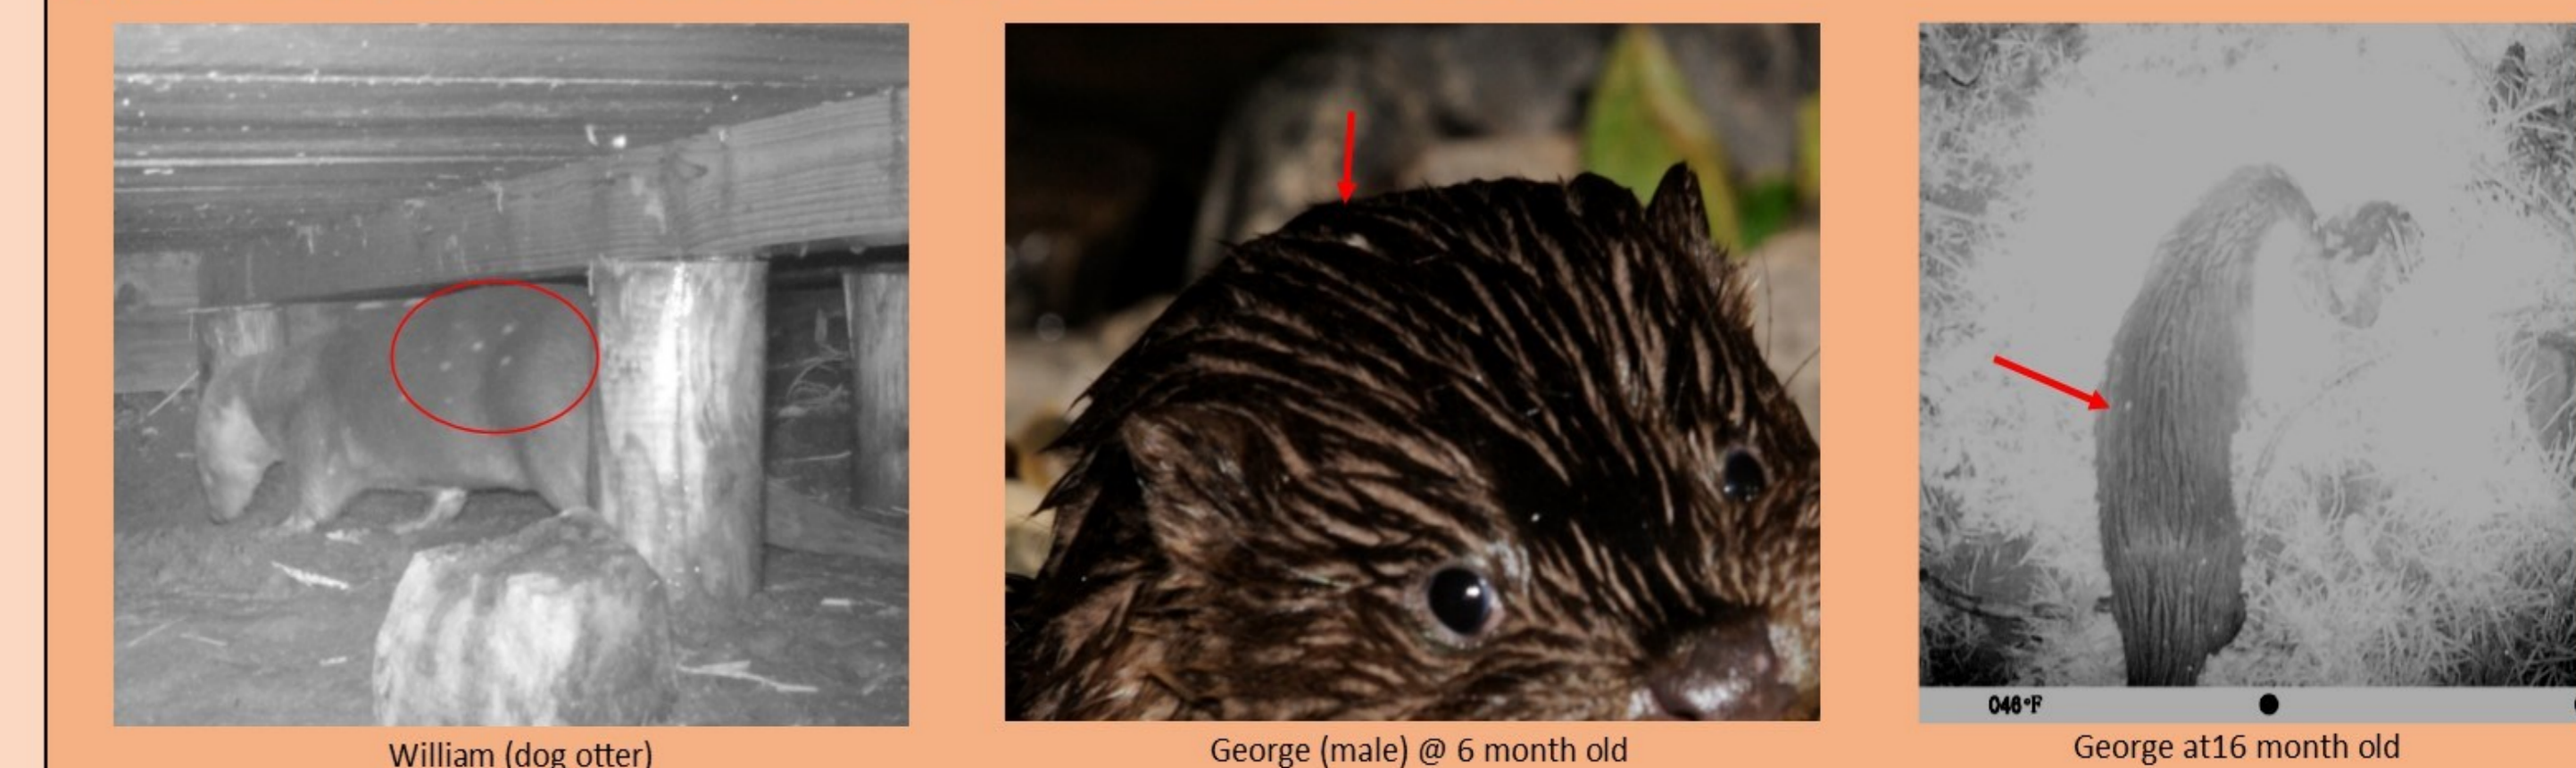 046°F
William (dog otter)
George (male) @ 6 month old
George at16 month old